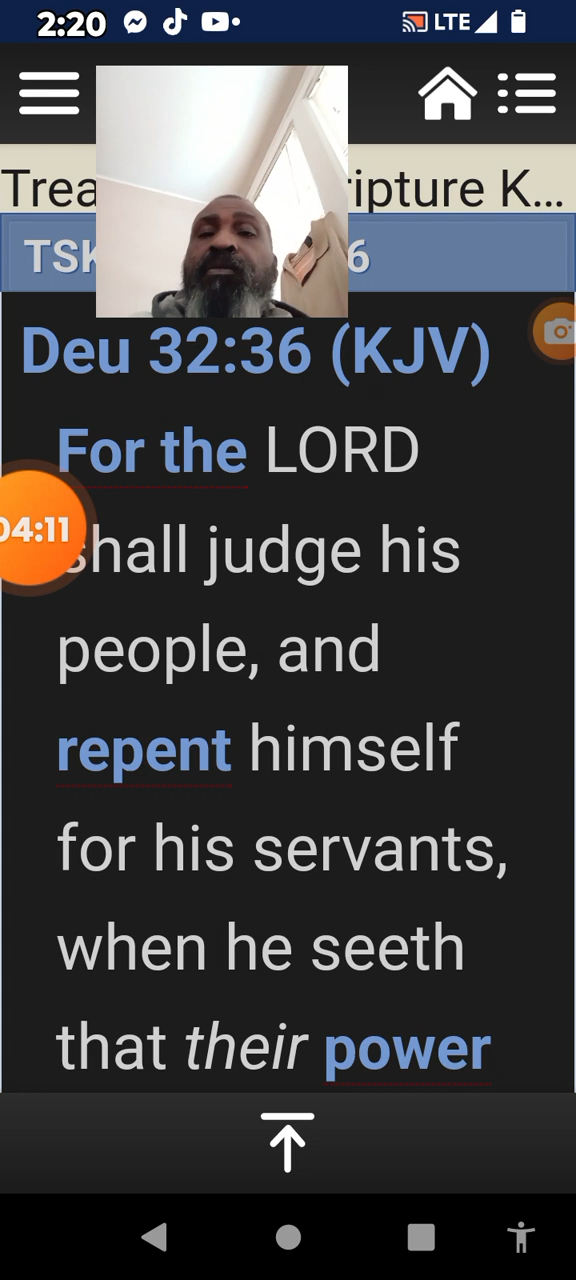 2:20
LTE
Trea ripture K...
TSK 6
Deu 32:36 (KJV)
For the LORD
04:11
shall judge his
people, and
repent himself
for his servants,
when he seeth
that their power